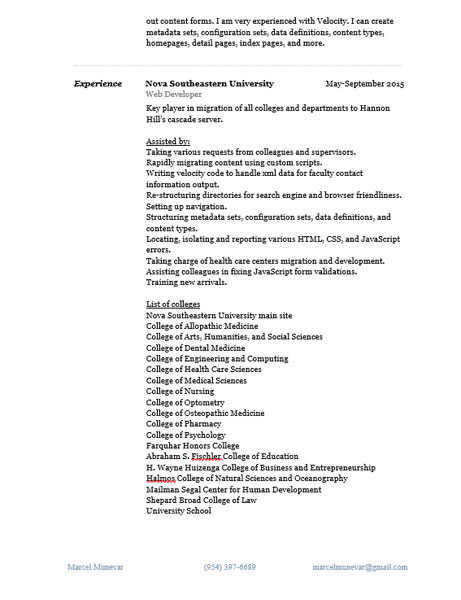 out content forms. I am very experienced with Velocity. I can create
metadata sets, configuration sets, data definitions, content types,
homepages, detail pages, index pages, and more.
Experience
Nova Southeastern University May-September 2015
Web Developer
Key player in migration of all colleges and departments to Hannon
Hill's cascade server.
Assisted by:
Taking various requests from colleagues and supervisors.
Rapidly migrating content using custom scripts.
Writing velocity code to handle xml data for faculty contact
information output.
Re-structuring directories for search engine and browser friendliness.
Setting up navigation.
Structuring metadata sets, configuration sets, data definitions, and
content types.
Locating, isolating and reporting various HTML, CSS, and JavaScript
errors.
Taking charge of health care centers migration and development.
Assisting colleagues in fixing JavaScript form validations.
Training new arrivals.
List of colleges
Nova Southeastern University main site
College of Allopathic Medicine
College of Arts, Humanities, and Social Sciences
College of Dental Medicine
College of Engineering and Computing
College of Health Care Sciences
College of Medical Sciences
College of Nursing
College of Optometry
College of Osteopathic Medicine
College of Pharmacy
College of Psychology
Farquhar Honors College
Abraham S. Fischler College of Education
H. Wayne Huizenga College of Business and Entrepreneurship
Halmos College of Natural Sciences and Oceanography
Mailman Segal Center for Human Development
Shepard Broad College of Law
University School
Marcel Munevar (954) 397-6689 marcelmunevar@gmail.com